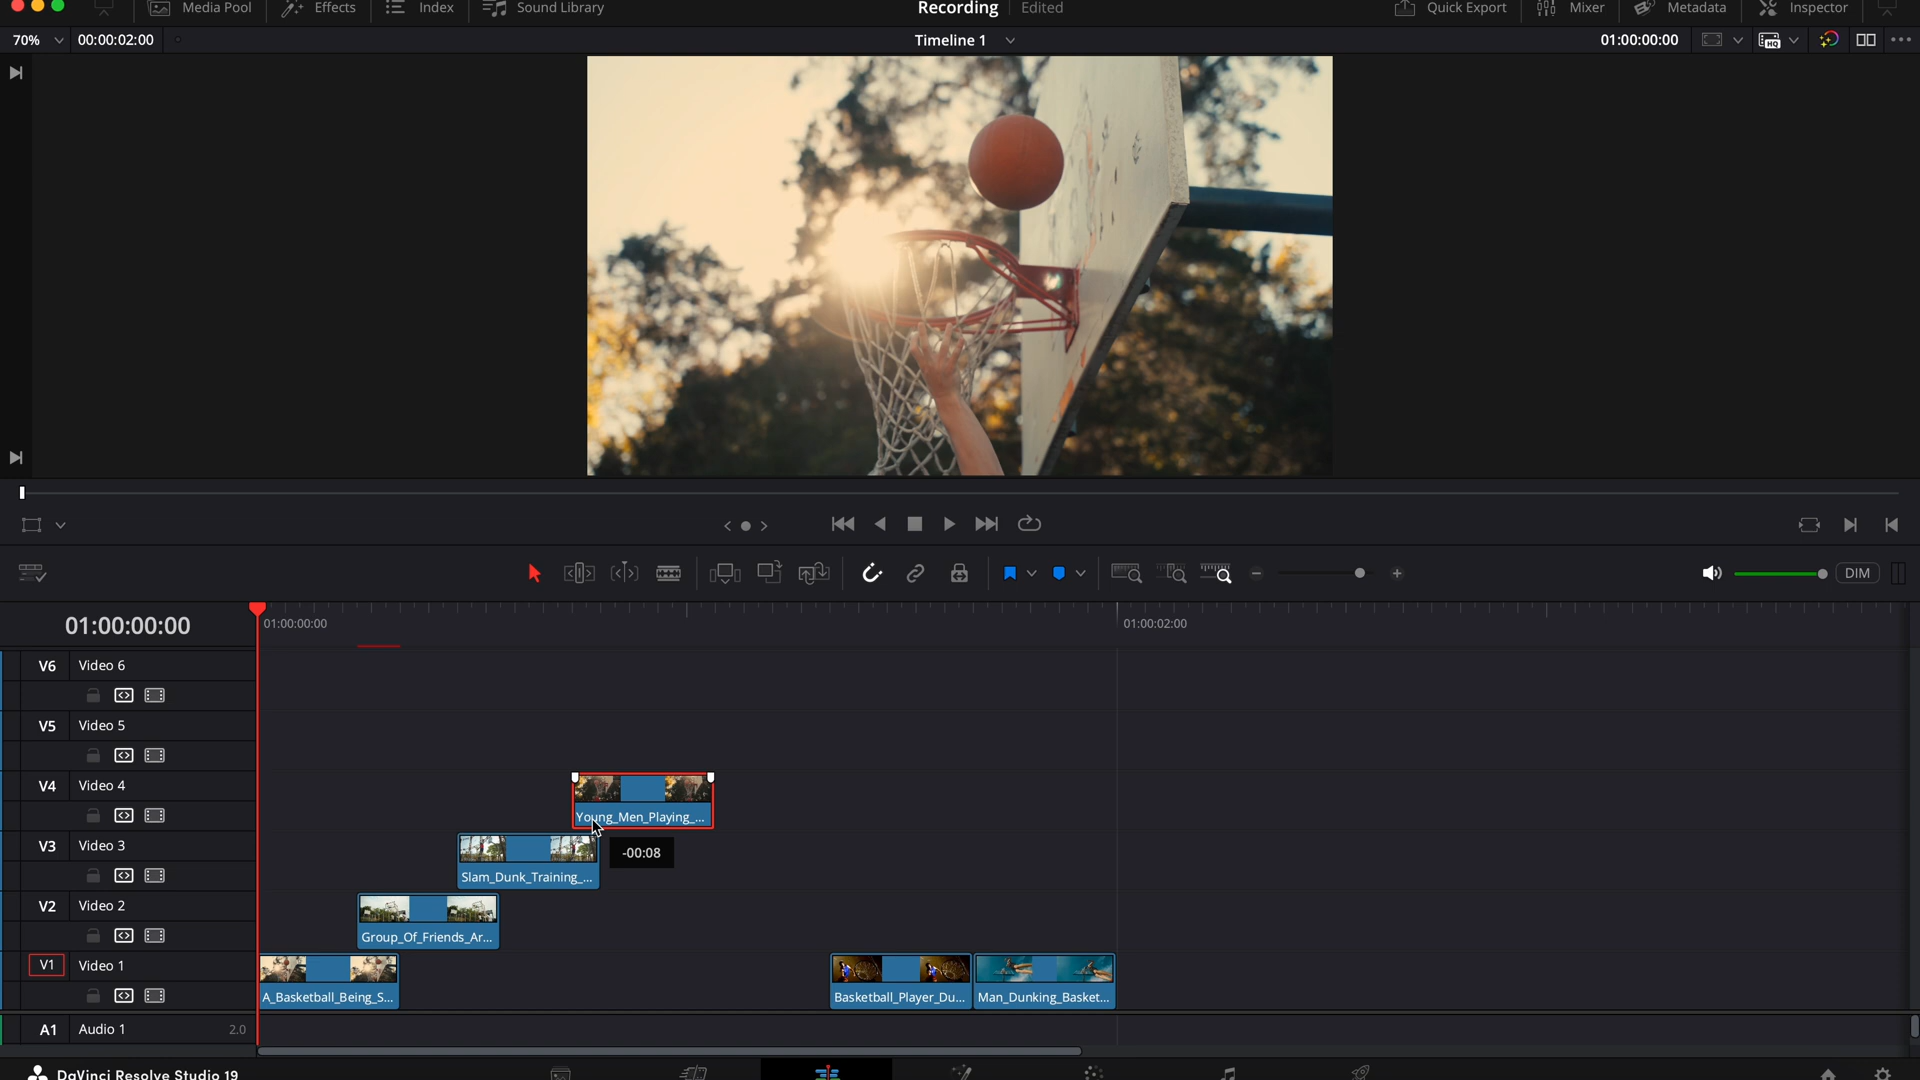 Media Pool
Effects
Index
Sound Library
Recording
Edited
Quick Export
Mixer
Metadata
Inspector
70%
00:00:02:00
Timeline 1
01:00:00:00
HQ
DIM
01:00:00:00
01:00:00:00
01:00:02:00
V6 Video 6
V5 Video 5
V4 Video 4
Young_Men_Playing_...
V3 Video 3
-00:08
Slam_Dunk_Training_...
V2 Video 2
Group_Of_Friends_Ar...
V1 Video 1
A_Basketball_Being_S...
Basketball_Player_Du...
Man_Dunking_Basket...
A1 Audio 1 2.0
DaVinci Resolve Studio 19